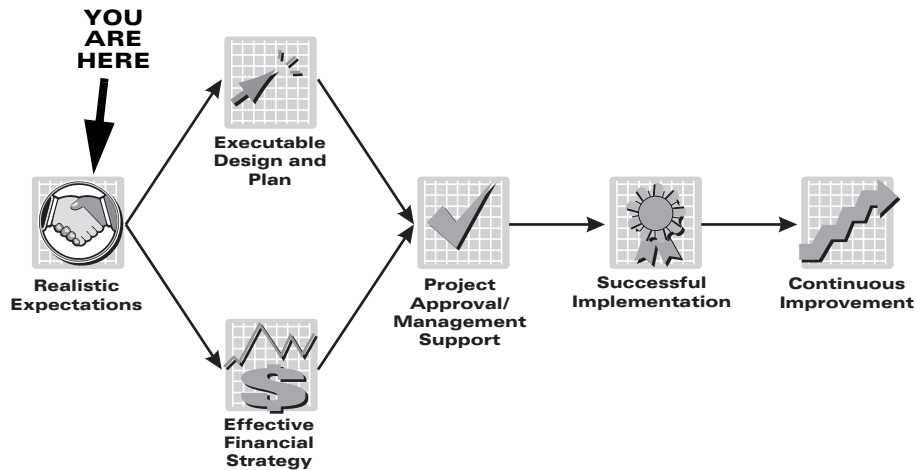 YOU
ARE
HERE
Executable
Design and
Plan
Realistic
Expectations
Project
Approval/
Management
Support
Successful
Implementation
Continuous
Improvement
$
Effective
Financial
Strategy